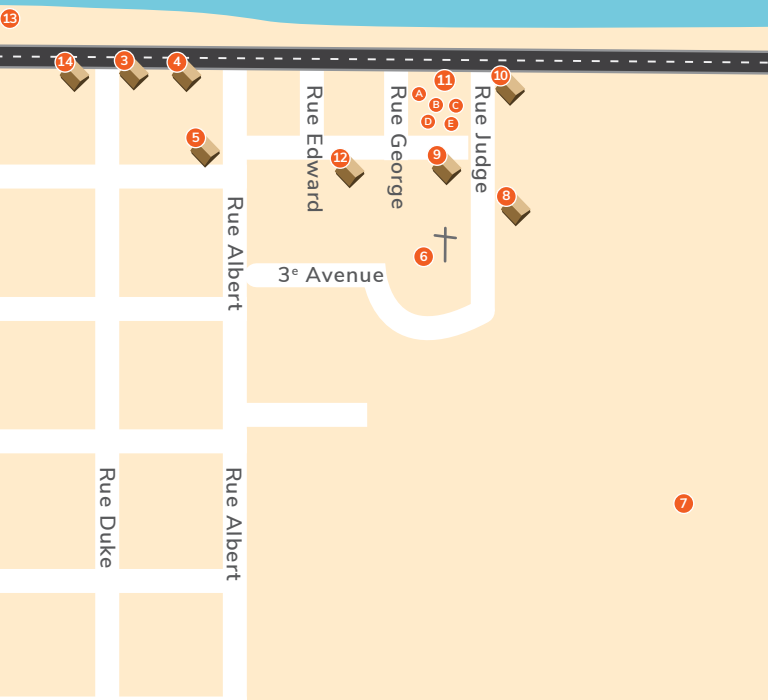 13
14
3
4
11
10
A
B
C
D
E
5
12
9
8
6
7
Rue Edward
Rue George
Rue Judge
Rue Albert
3ᵉ Avenue
Rue Duke
Rue Albert